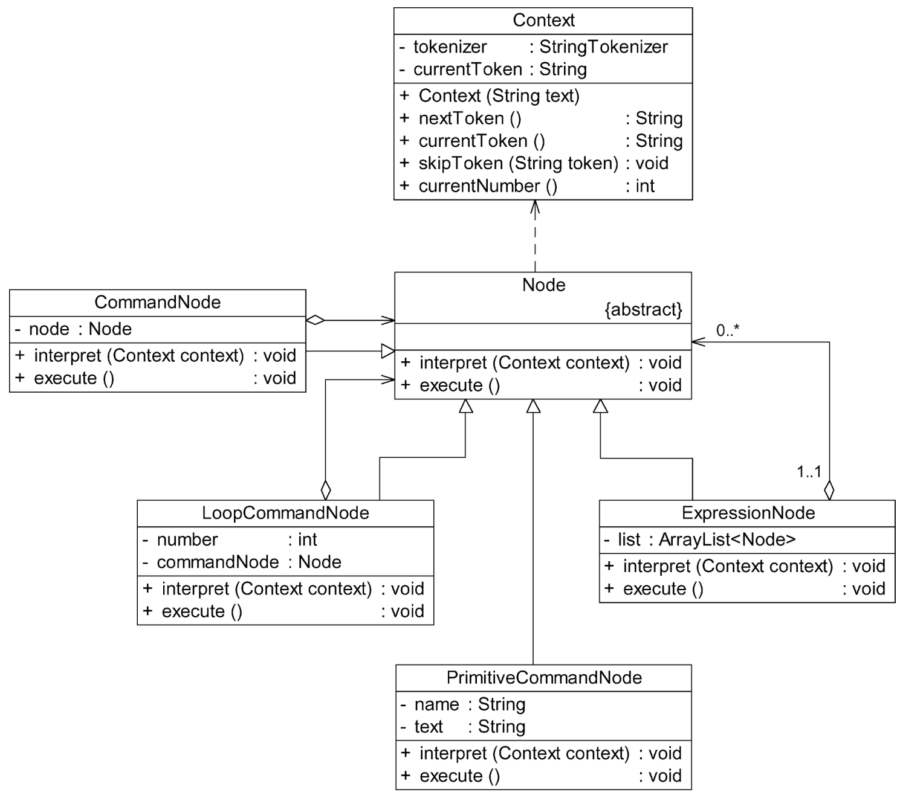 Context
- tokenizer : StringTokenizer
- currentToken : String
+ Context (String text)
+ nextToken () : String
+ currentToken () : String
+ skipToken (String token) : void
+ currentNumber () : int
Node
{abstract}
+ interpret (Context context) : void
+ execute () : void
CommandNode
- node : Node
+ interpret (Context context) : void
+ execute () : void
0..*
1..1
LoopCommandNode
- number : int
- commandNode : Node
+ interpret (Context context) : void
+ execute () : void
ExpressionNode
- list : ArrayList<Node>
+ interpret (Context context) : void
+ execute () : void
PrimitiveCommandNode
- name : String
- text : String
+ interpret (Context context) : void
+ execute () : void